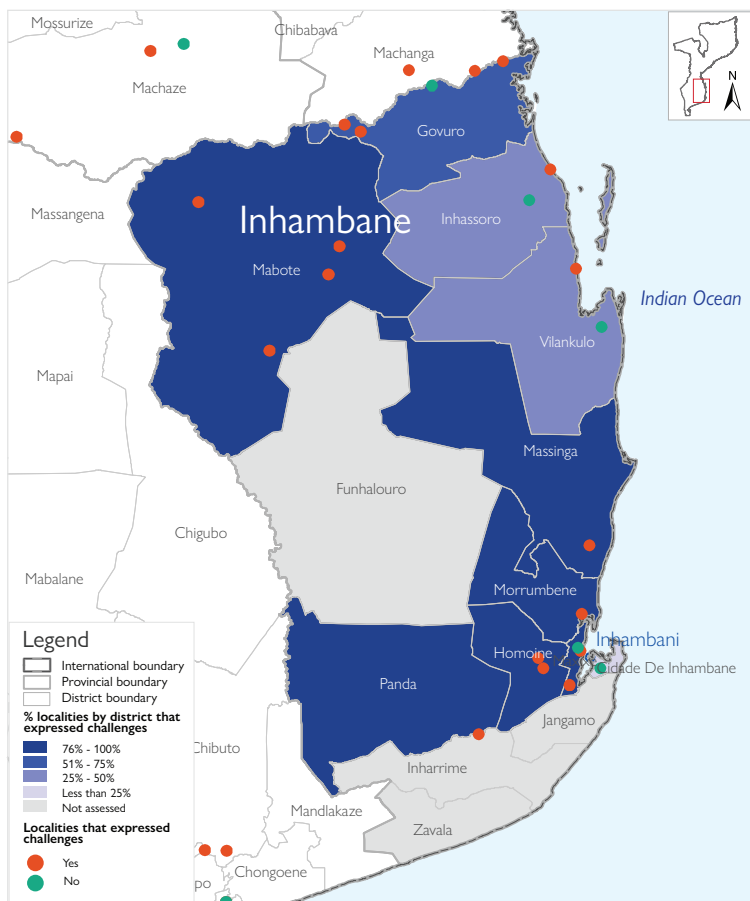 Mossurize
Chibabava
Machanga
Machaze
N
Govuro
Massangena
Inhambane
Inhassoro
Mabote
Indian Ocean
Vilankulo
Mapai
Massinga
Funhalouro
Chigubo
Mabalane
Morrumbene
Inhambani
Homoine
Cidade De Inhambane
Panda
Jangamo
Chibuto
Inharrime
Mandlakaze
Zavala
Chongoene
po
Legend
International boundary
Provincial boundary
District boundary
% localities by district that
expressed challenges
76% - 100%
51% - 75%
25% - 50%
Less than 25%
Not assessed
Localities that expressed
challenges
Yes
No